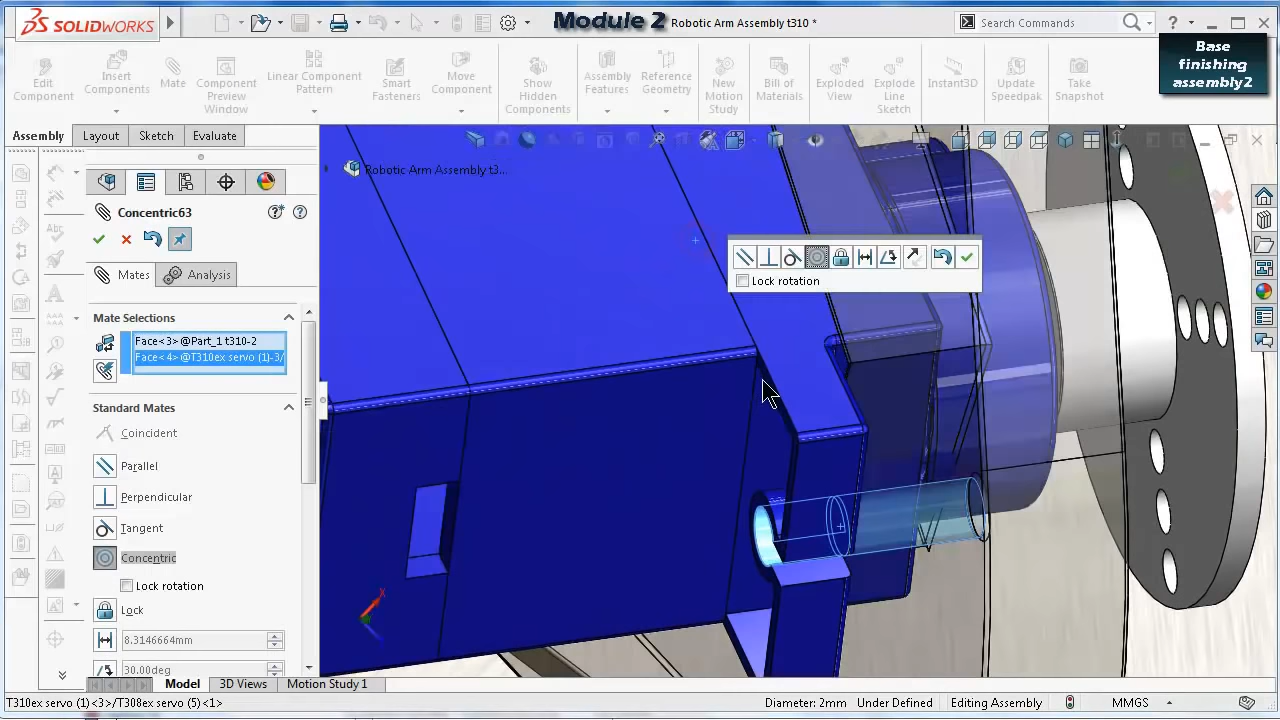 SOLIDWORKS
Module 2
Robotic Arm Assembly t310 *
Search Commands
?
Base
finishing
assembly2
Edit
Component
Insert
Components
Mate
Component
Preview
Window
Linear Component
Pattern
Smart
Fasteners
Move
Component
Show
Hidden
Components
Assembly
Features
Reference
Geometry
New
Motion
Study
Bill of
Materials
Exploded
View
Explode
Line
Sketch
Instant3D
Update
Speedpak
Take
Snapshot
Assembly
Layout
Sketch
Evaluate
Robotic Arm Assembly t3...
Concentric63
Mates
Analysis
Mate Selections
Face<3>@Part_1 t310-2
Face<4>@T310ex servo (1)-3/
Standard Mates
Coincident
Parallel
Perpendicular
Tangent
Concentric
Lock rotation
Lock
8.3146664mm
30.00deg
Lock rotation
X
Model
3D Views
Motion Study 1
T310ex servo (1)<3>/T308ex servo (5)<1>
Diameter: 2mm
Under Defined
Editing Assembly
MMGS